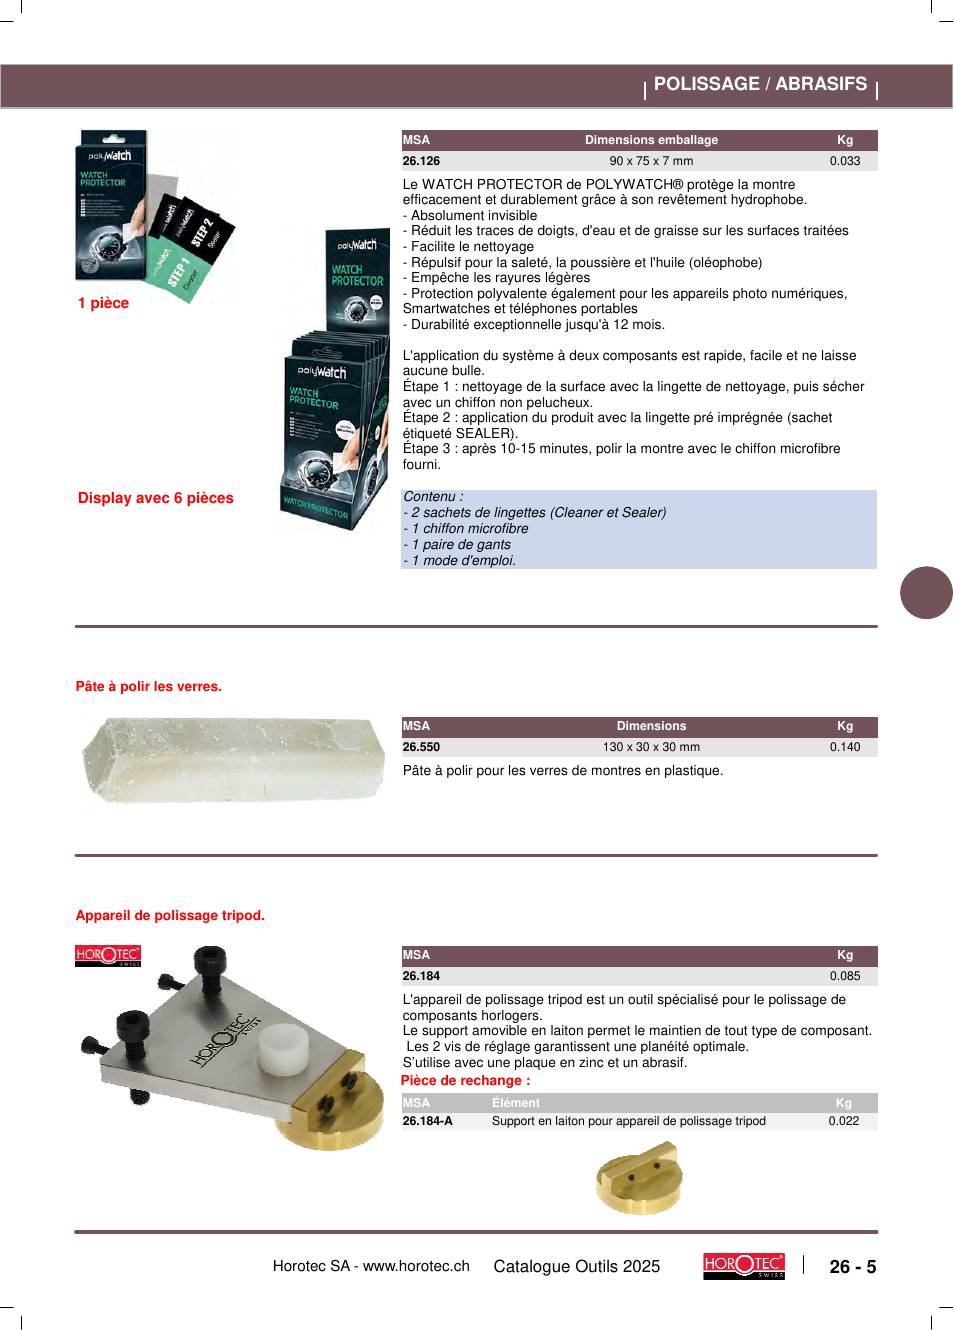 POLISSAGE / ABRASIFS
polyWatch
WATCH
PROTECTOR
STEP 1
Cleaner
STEP 2
Sealer
1 pièce
polyWatch
WATCH
PROTECTOR
polyWatch
WATCH
PROTECTOR
WATCH PROTECTOR
Display avec 6 pièces
MSA Dimensions emballage Kg
26.126 90 x 75 x 7 mm 0.033
Le WATCH PROTECTOR de POLYWATCH® protège la montre
efficacement et durablement grâce à son revêtement hydrophobe.
- Absolument invisible
- Réduit les traces de doigts, d'eau et de graisse sur les surfaces traitées
- Facilite le nettoyage
- Répulsif pour la saleté, la poussière et l'huile (oléophobe)
- Empêche les rayures légères
- Protection polyvalente également pour les appareils photo numériques,
Smartwatches et téléphones portables
- Durabilité exceptionnelle jusqu'à 12 mois.
L'application du système à deux composants est rapide, facile et ne laisse
aucune bulle.
Étape 1 : nettoyage de la surface avec la lingette de nettoyage, puis sécher
avec un chiffon non pelucheux.
Étape 2 : application du produit avec la lingette pré imprégnée (sachet
étiqueté SEALER).
Étape 3 : après 10-15 minutes, polir la montre avec le chiffon microfibre
fourni.
Contenu :
- 2 sachets de lingettes (Cleaner et Sealer)
- 1 chiffon microfibre
- 1 paire de gants
- 1 mode d'emploi.
Pâte à polir les verres.
MSA Dimensions Kg
26.550 130 x 30 x 30 mm 0.140
Pâte à polir pour les verres de montres en plastique.
Appareil de polissage tripod.
HOROTEC
SWISS
HOROTEC
SWISS
MSA Kg
26.184 0.085
L'appareil de polissage tripod est un outil spécialisé pour le polissage de
composants horlogers.
Le support amovible en laiton permet le maintien de tout type de composant.
Les 2 vis de réglage garantissent une planéité optimale.
S'utilise avec une plaque en zinc et un abrasif.
Pièce de rechange :
MSA Élément Kg
26.184-A Support en laiton pour appareil de polissage tripod 0.022
Horotec SA - www.horotec.ch Catalogue Outils 2025 HOROTEC SWISS 26 - 5